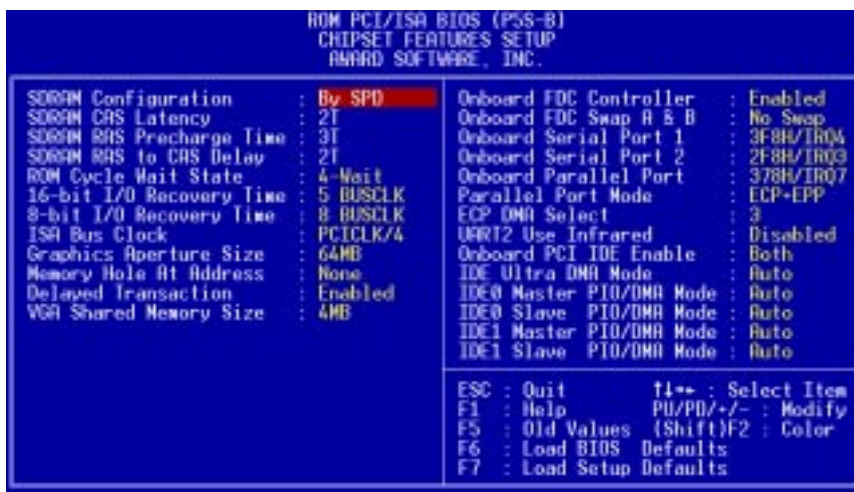 ROM PCI/ISA BIOS (P5S-B)
CHIPSET FEATURES SETUP
AWARD SOFTWARE, INC.
SDRAM Configuration : By SPD
SDRAM CAS Latency : 2T
SDRAM RAS Precharge Time : 3T
SDRAM RAS to CAS Delay : 2T
ROM Cycle Wait State : 4-Wait
16-bit I/O Recovery Time : 5 BUSCLK
8-bit I/O Recovery Time : 8 BUSCLK
ISA Bus Clock : PCICLK/4
Graphics Aperture Size : 64MB
Memory Hole At Address : None
Delayed Transaction : Enabled
VGA Shared Memory Size : 4MB
Onboard FDC Controller : Enabled
Onboard FDC Swap A & B : No Swap
Onboard Serial Port 1 : 3F8H/IRQ4
Onboard Serial Port 2 : 2F8H/IRQ3
Onboard Parallel Port : 378H/IRQ7
Parallel Port Mode : ECP+EPP
ECP DMA Select : 3
UART2 Use Infrared : Disabled
Onboard PCI IDE Enable : Both
IDE Ultra DMA Mode : Auto
IDE0 Master PIO/DMA Mode : Auto
IDE0 Slave PIO/DMA Mode : Auto
IDE1 Master PIO/DMA Mode : Auto
IDE1 Slave PIO/DMA Mode : Auto
ESC : Quit ↑↓→← : Select Item
F1 : Help PU/PD/+/- : Modify
F5 : Old Values (Shift)F2 : Color
F6 : Load BIOS Defaults
F7 : Load Setup Defaults